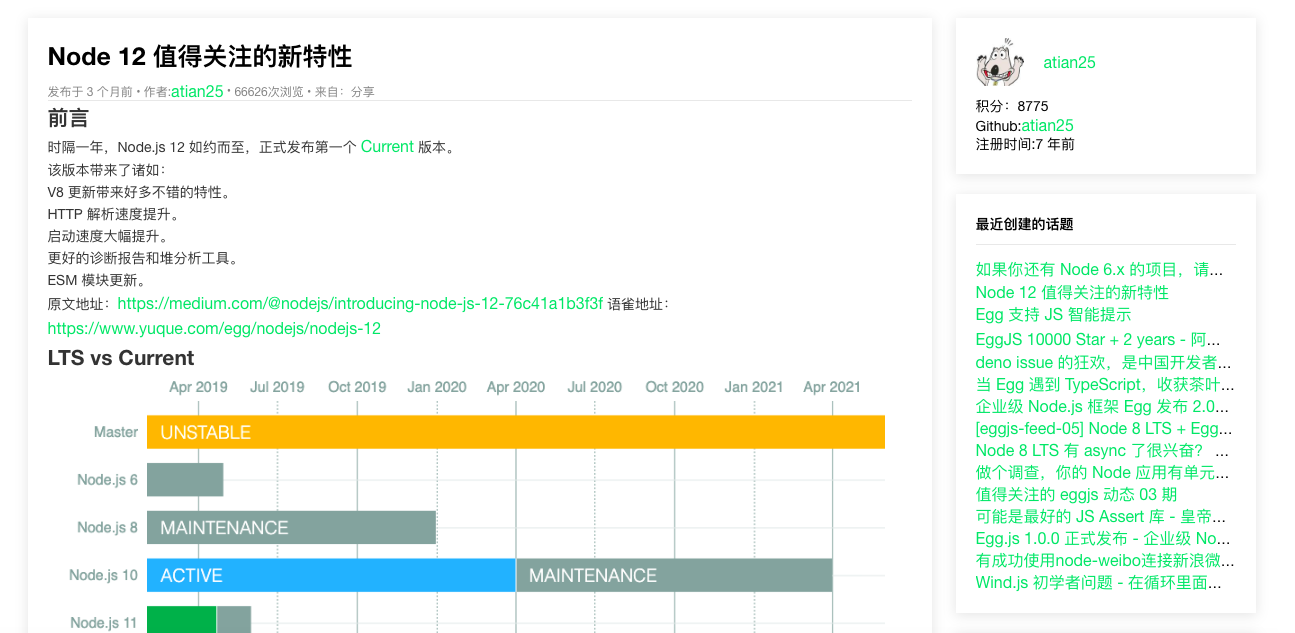 Node 12 值得关注的新特性
发布于 3 个月前 • 作者:atian25 • 66626次浏览 • 来自：分享
前言
时隔一年，Node.js 12 如约而至，正式发布第一个 Current 版本。
该版本带来了诸如：
V8 更新带来好多不错的特性。
HTTP 解析速度提升。
启动速度大幅提升。
更好的诊断报告和堆分析工具。
ESM 模块更新。
原文地址：https://medium.com/@nodejs/introducing-node-js-12-76c41a1b3f3f 语雀地址：
https://www.yuque.com/egg/nodejs/nodejs-12
LTS vs Current
Apr 2019 Jul 2019 Oct 2019 Jan 2020 Apr 2020 Jul 2020 Oct 2020 Jan 2021 Apr 2021
Master UNSTABLE
Node.js 6
Node.js 8 MAINTENANCE
Node.js 10 ACTIVE MAINTENANCE
Node.js 11
atian25
积分：8775
Github:atian25
注册时间:7 年前
最近创建的话题
如果你还有 Node 6.x 的项目，请...
Node 12 值得关注的新特性
Egg 支持 JS 智能提示
EggJS 10000 Star + 2 years - 阿...
deno issue 的狂欢，是中国开发者...
当 Egg 遇到 TypeScript，收获茶叶...
企业级 Node.js 框架 Egg 发布 2.0...
[eggjs-feed-05] Node 8 LTS + Egg...
Node 8 LTS 有 async 了很兴奋？ ...
做个调查，你的 Node 应用有单元...
值得关注的 eggjs 动态 03 期
可能是最好的 JS Assert 库 - 皇帝...
Egg.js 1.0.0 正式发布 - 企业级 No...
有成功使用node-weibo连接新浪微...
Wind.js 初学者问题 - 在循环里面...